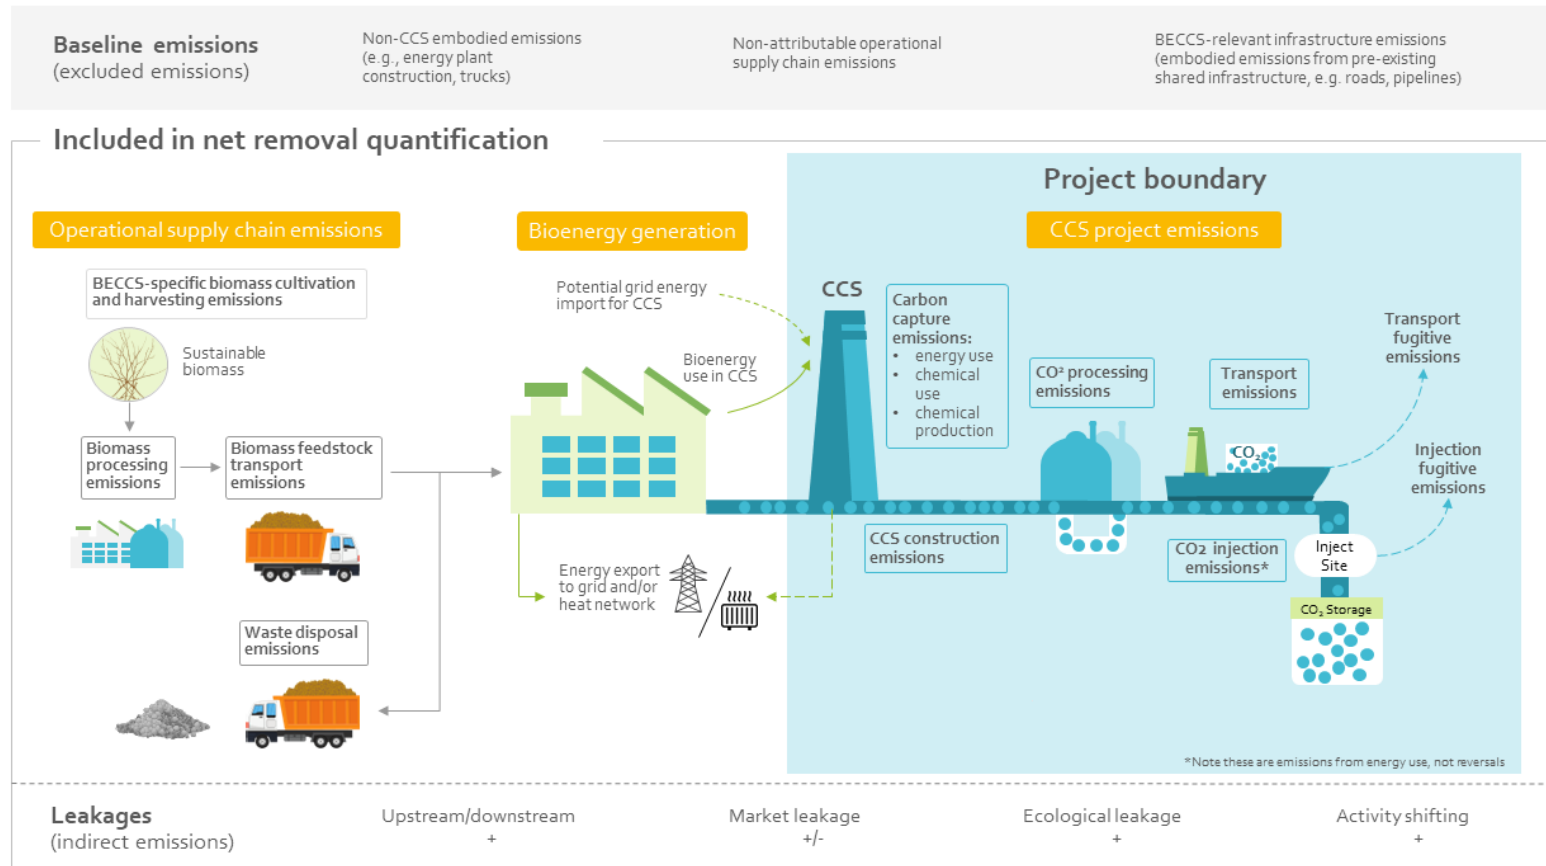 Baseline emissions
(excluded emissions)
Non-CCS embodied emissions
(e.g., energy plant
construction, trucks)
Non-attributable operational
supply chain emissions
BECCS-relevant infrastructure emissions
(embodied emissions from pre-existing
shared infrastructure, e.g. roads, pipelines)
Included in net removal quantification
Project boundary
Operational supply chain emissions
Bioenergy generation
CCS project emissions
BECCS-specific biomass cultivation
and harvesting emissions
Sustainable
biomass
Biomass
processing
emissions
Biomass feedstock
transport
emissions
Waste disposal
emissions
Potential grid energy
import for CCS
Bioenergy
use in CCS
Energy export
to grid and/or
heat network
CCS
Carbon
capture
emissions:
• energy use
• chemical
use
• chemical
production
CO² processing
emissions
Transport
emissions
Transport
fugitive
emissions
CO₂
Injection
fugitive
emissions
CCS construction
emissions
CO2 injection
emissions*
Inject
Site
CO₂ Storage
*Note these are emissions from energy use, not reversals
Leakages
(indirect emissions)
Upstream/downstream
+
Market leakage
+/-
Ecological leakage
+
Activity shifting
+